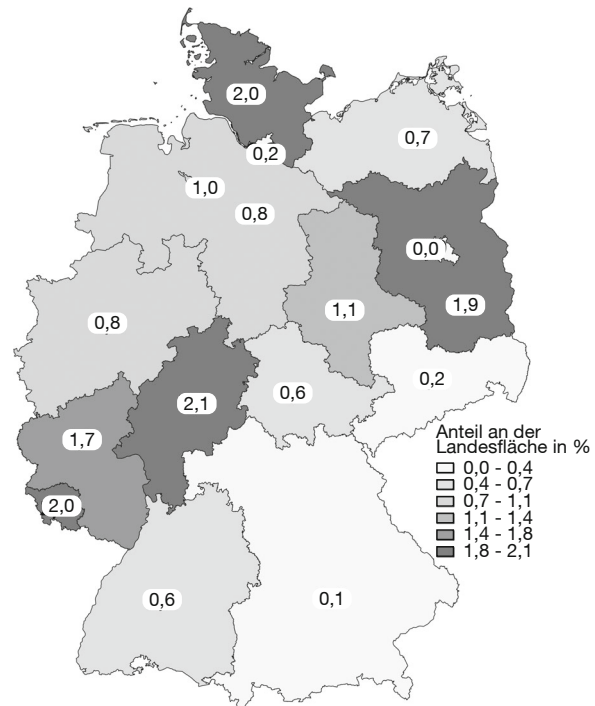 2,0
0,7
0,2
1,0
0,8
0,0
1,9
1,1
0,8
0,2
0,6
2,1
1,7
2,0
0,6
0,1
Anteil an der
Landesfläche in %
0,0 - 0,4
0,4 - 0,7
0,7 - 1,1
1,1 - 1,4
1,4 - 1,8
1,8 - 2,1